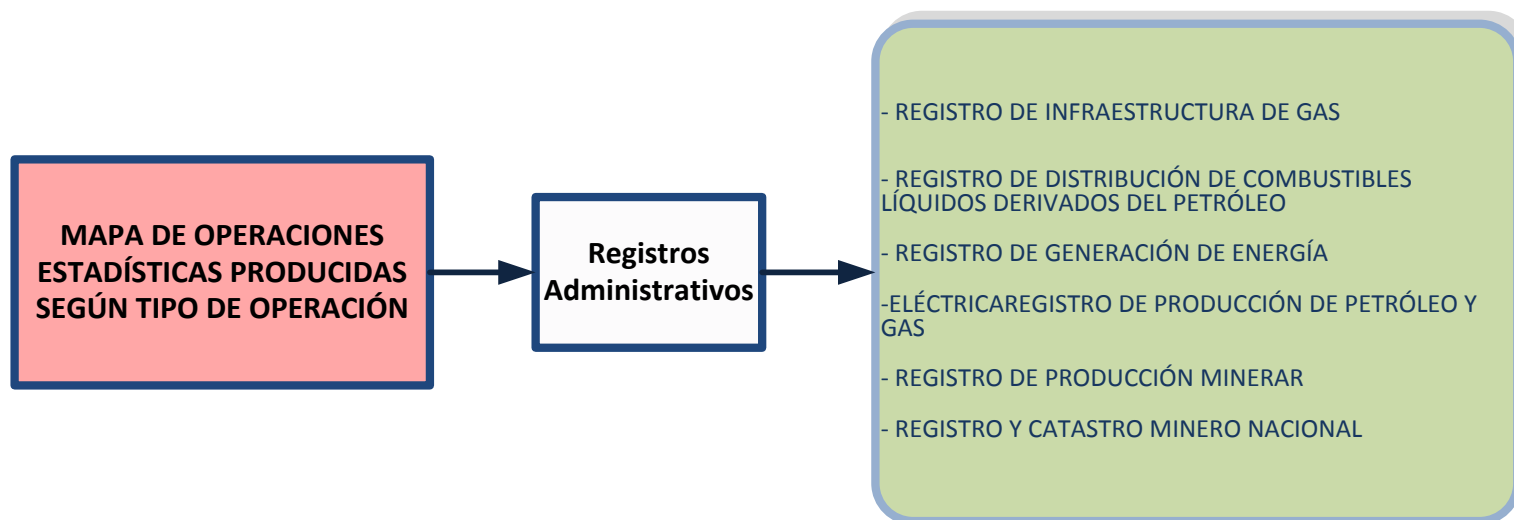 MAPA DE OPERACIONES
ESTADÍSTICAS PRODUCIDAS
SEGÚN TIPO DE OPERACIÓN
Registros
Administrativos
- REGISTRO DE INFRAESTRUCTURA DE GAS
- REGISTRO DE DISTRIBUCIÓN DE COMBUSTIBLES
LÍQUIDOS DERIVADOS DEL PETRÓLEO
- REGISTRO DE GENERACIÓN DE ENERGÍA
-ELÉCTRICAREGISTRO DE PRODUCCIÓN DE PETRÓLEO Y
GAS
- REGISTRO DE PRODUCCIÓN MINERAR
- REGISTRO Y CATASTRO MINERO NACIONAL